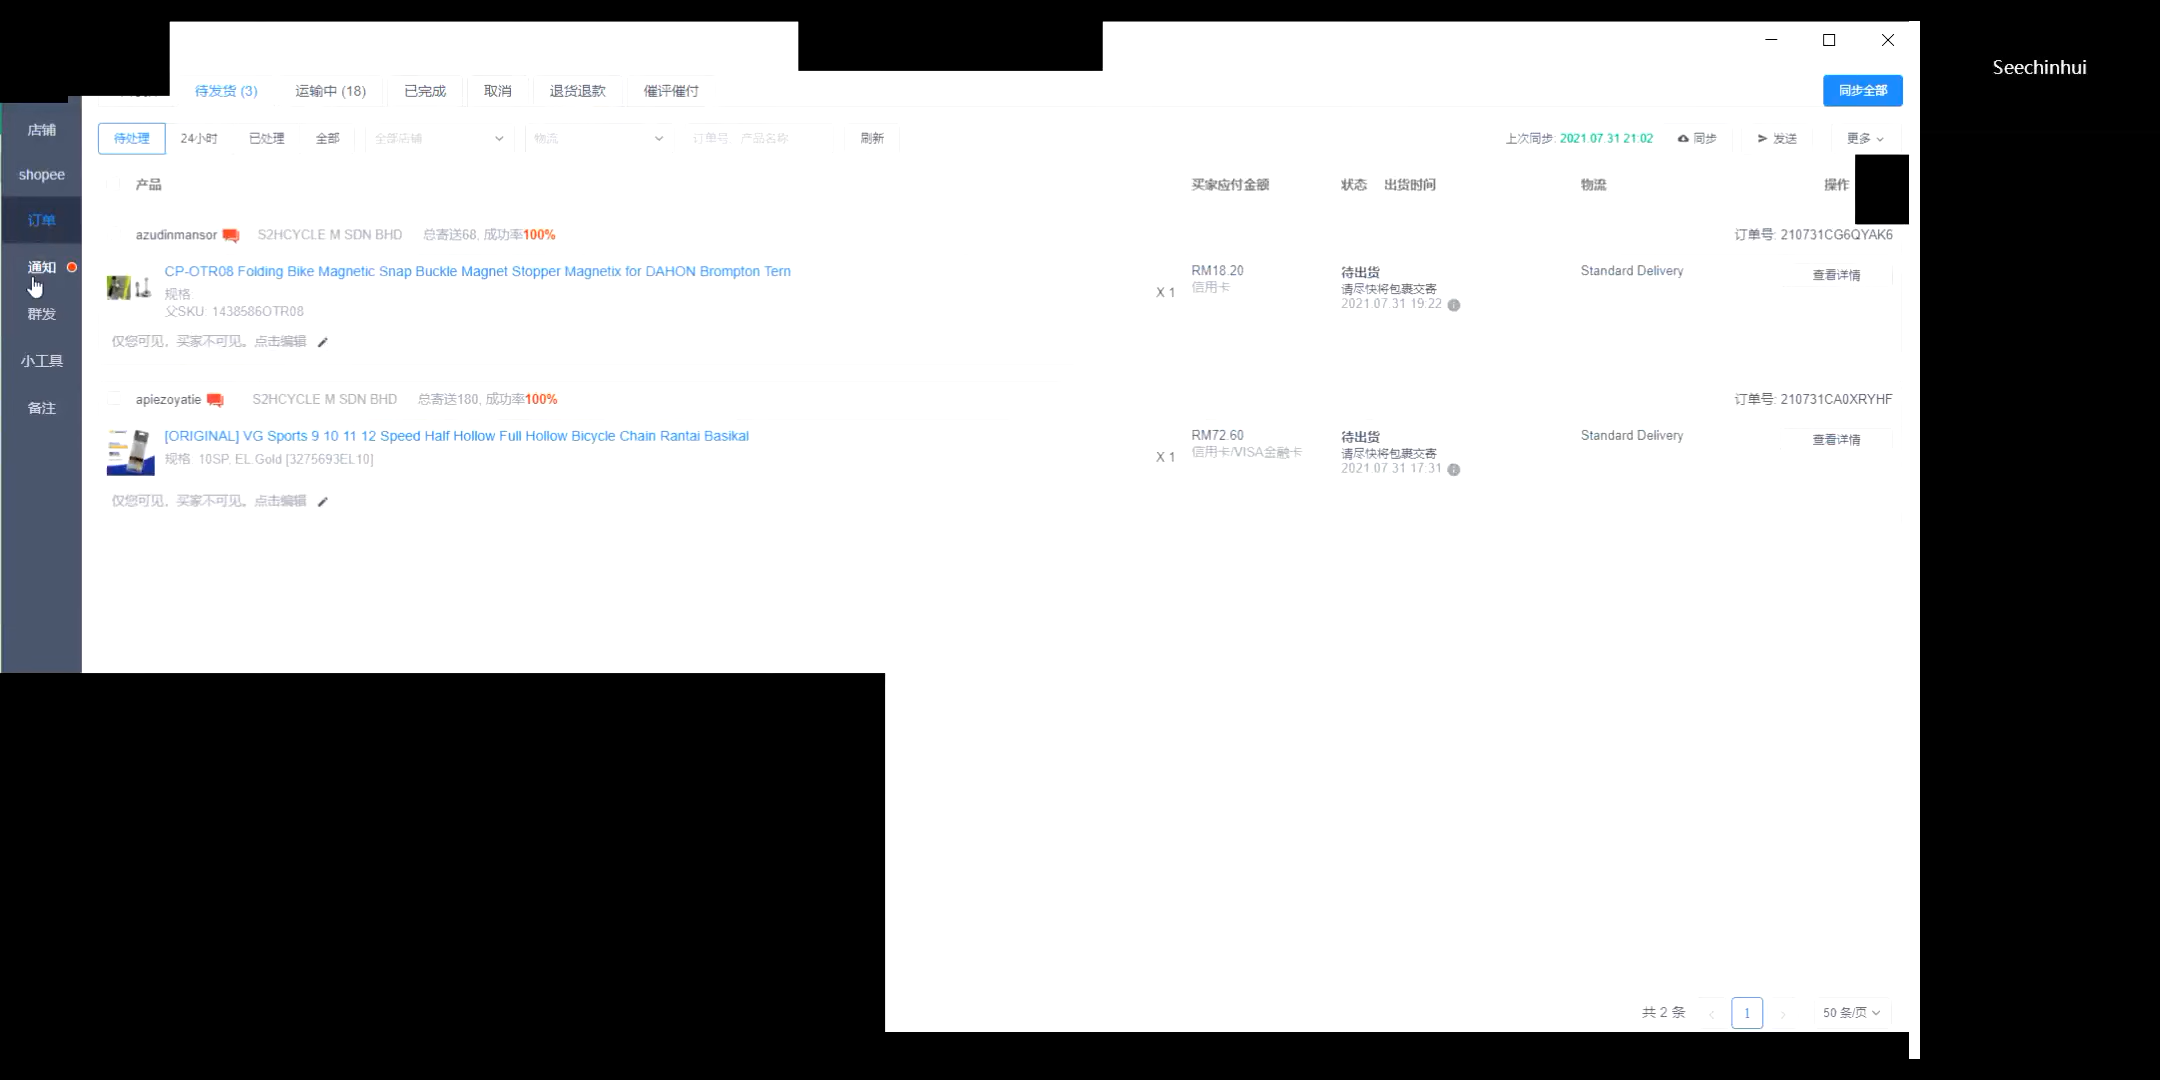 Seechinhui
待发货 (3) 运输中 (18) 已完成 取消 退货退款 催评催付 同步全部
待处理 24小时 已处理 全部 全部店铺 物流 订单号 产品名称 刷新 上次同步: 2021 07 31 21:02 同步 发送 更多
店铺
shopee
订单
通知
群发
小工具
备注
产品 买家应付金额 状态 出货时间 物流 操作
azudinmansor S2HCYCLE M SDN BHD 总寄送68, 成功率100% 订单号: 210731CG6QYAK6
CP-OTR08 Folding Bike Magnetic Snap Buckle Magnet Stopper Magnetix for DAHON Brompton Tern X 1 RM18.20 待出货 Standard Delivery 查看详情
规格: 信用卡 请尽快将包裹交寄
父SKU: 1438586OTR08 2021 07 31 19:22
仅您可见，买家不可见。点击编辑
apiezoyatie S2HCYCLE M SDN BHD 总寄送180, 成功率100% 订单号: 210731CA0XRYHF
[ORIGINAL] VG Sports 9 10 11 12 Speed Half Hollow Full Hollow Bicycle Chain Rantai Basikal X 1 RM72.60 待出货 Standard Delivery 查看详情
规格: 10SP. EL.Gold [3275693EL10] 信用卡/VISA金融卡 请尽快将包裹交寄
2021 07 31 17:31
仅您可见，买家不可见。点击编辑
共 2 条 1 50 条/页